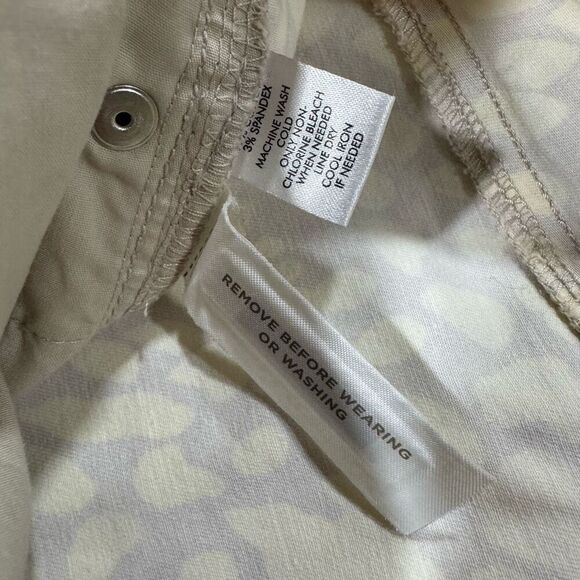 3% SPANDEX
MACHINE WASH
COLD
ONLY NON-
CHLORINE BLEACH
WHEN NEEDED
LINE DRY
COOL IRON
IF NEEDED
REMOVE BEFORE WEARING
OR WASHING